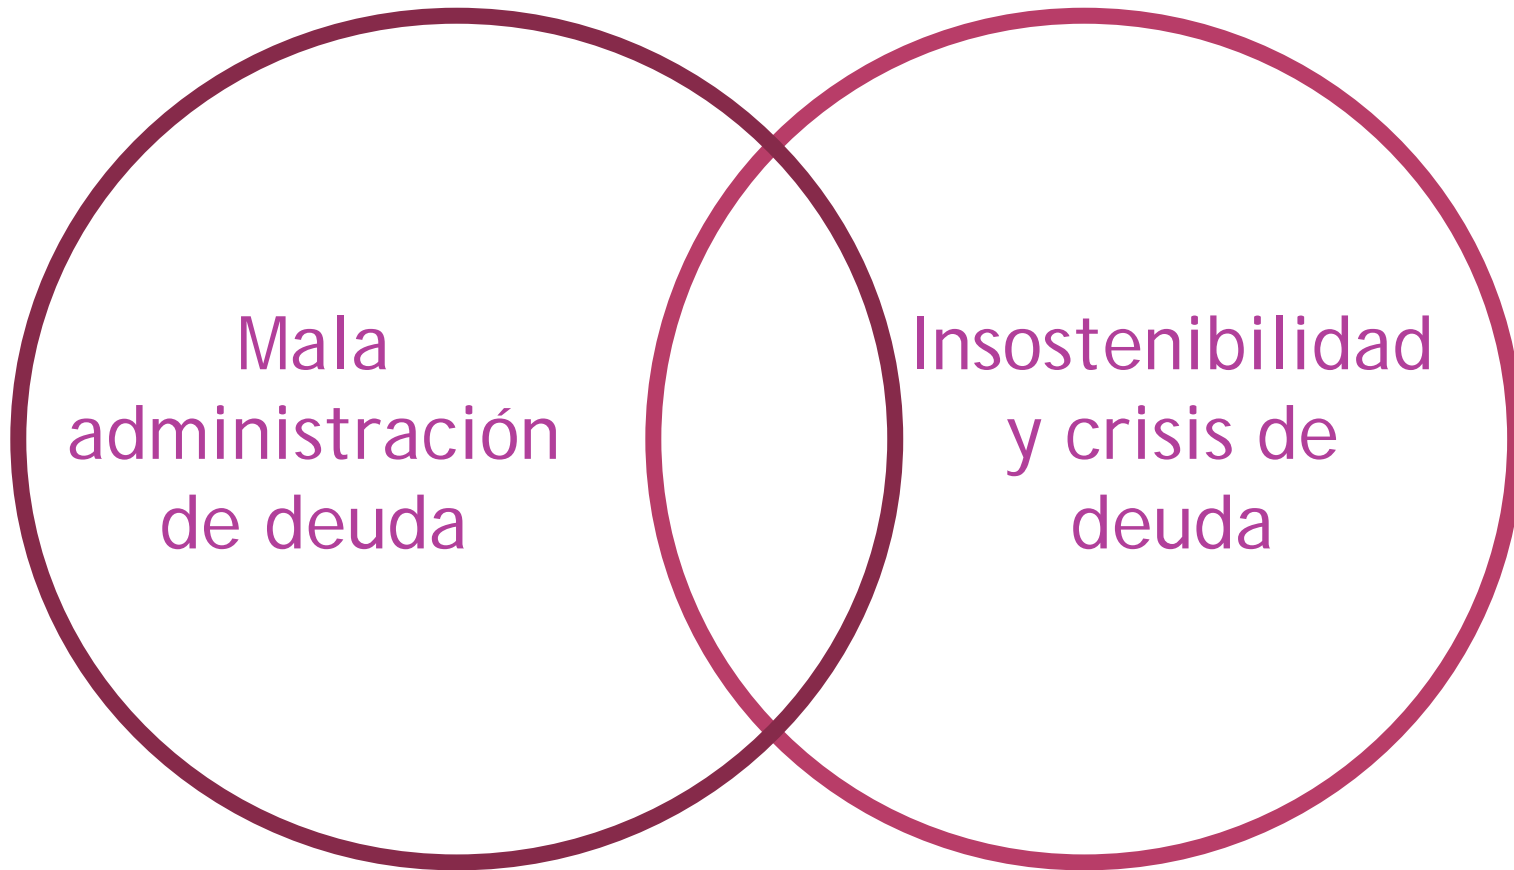 Mala
administración
de deuda
Insostenibilidad
y crisis de
deuda